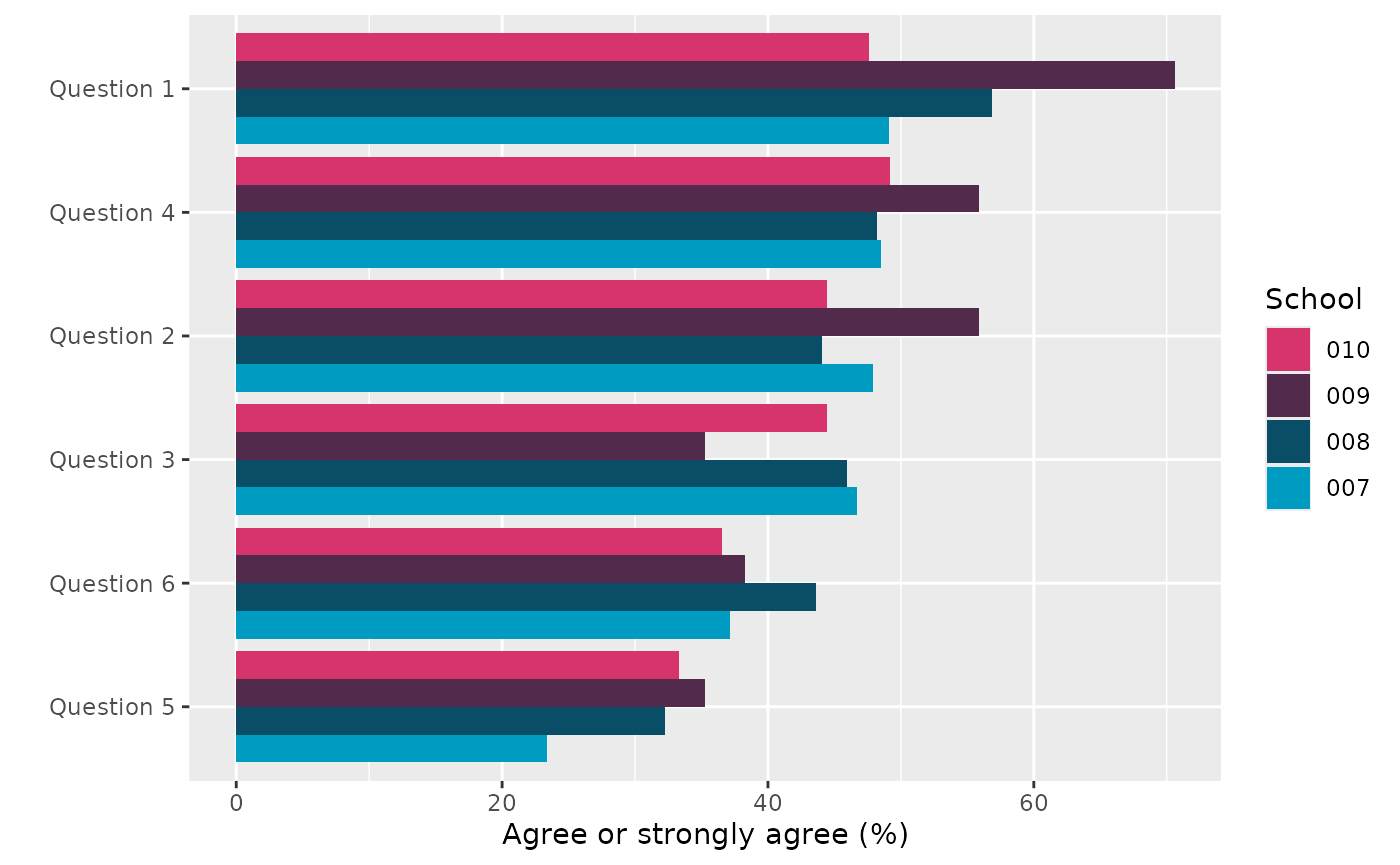 Question 1
Question 4
Question 2
Question 3
Question 6
Question 5
0 20 40 60
Agree or strongly agree (%)
School
010
009
008
007